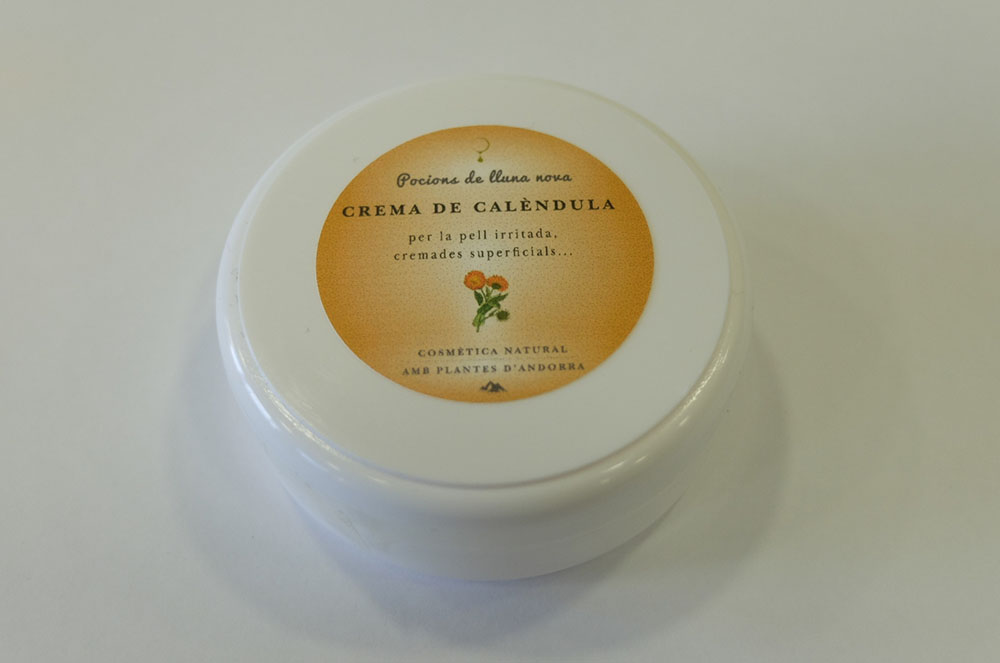 Pocions de lluna nova
CREMA DE CALÈNDULA
per la pell irritada,
cremades superficials...
COSMÈTICA NATURAL
AMB PLANTES D'ANDORRA